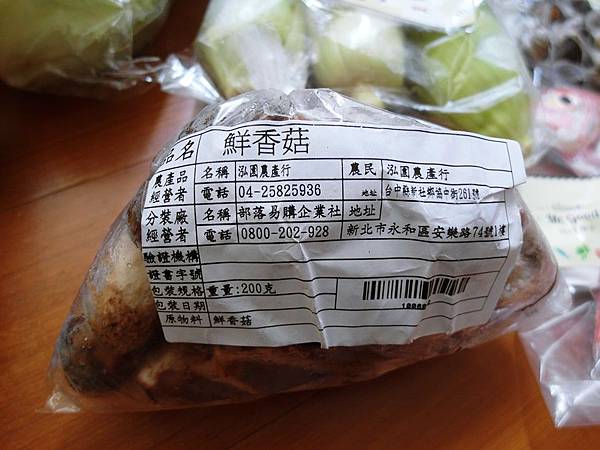 品名 鮮香菇
農產品經營者 名稱 泓園農產行 農民 泓園農產行
電話 04-25825936 地址 台中縣新社鄉協中街261號
分裝廠經營者 名稱 部落易購企業社 地址
電話 0800-202-928 新北市永和區安樂路74號1樓
驗證機構
證書字號
包裝規格 重量:200克
包裝日期
原物料 鮮香菇